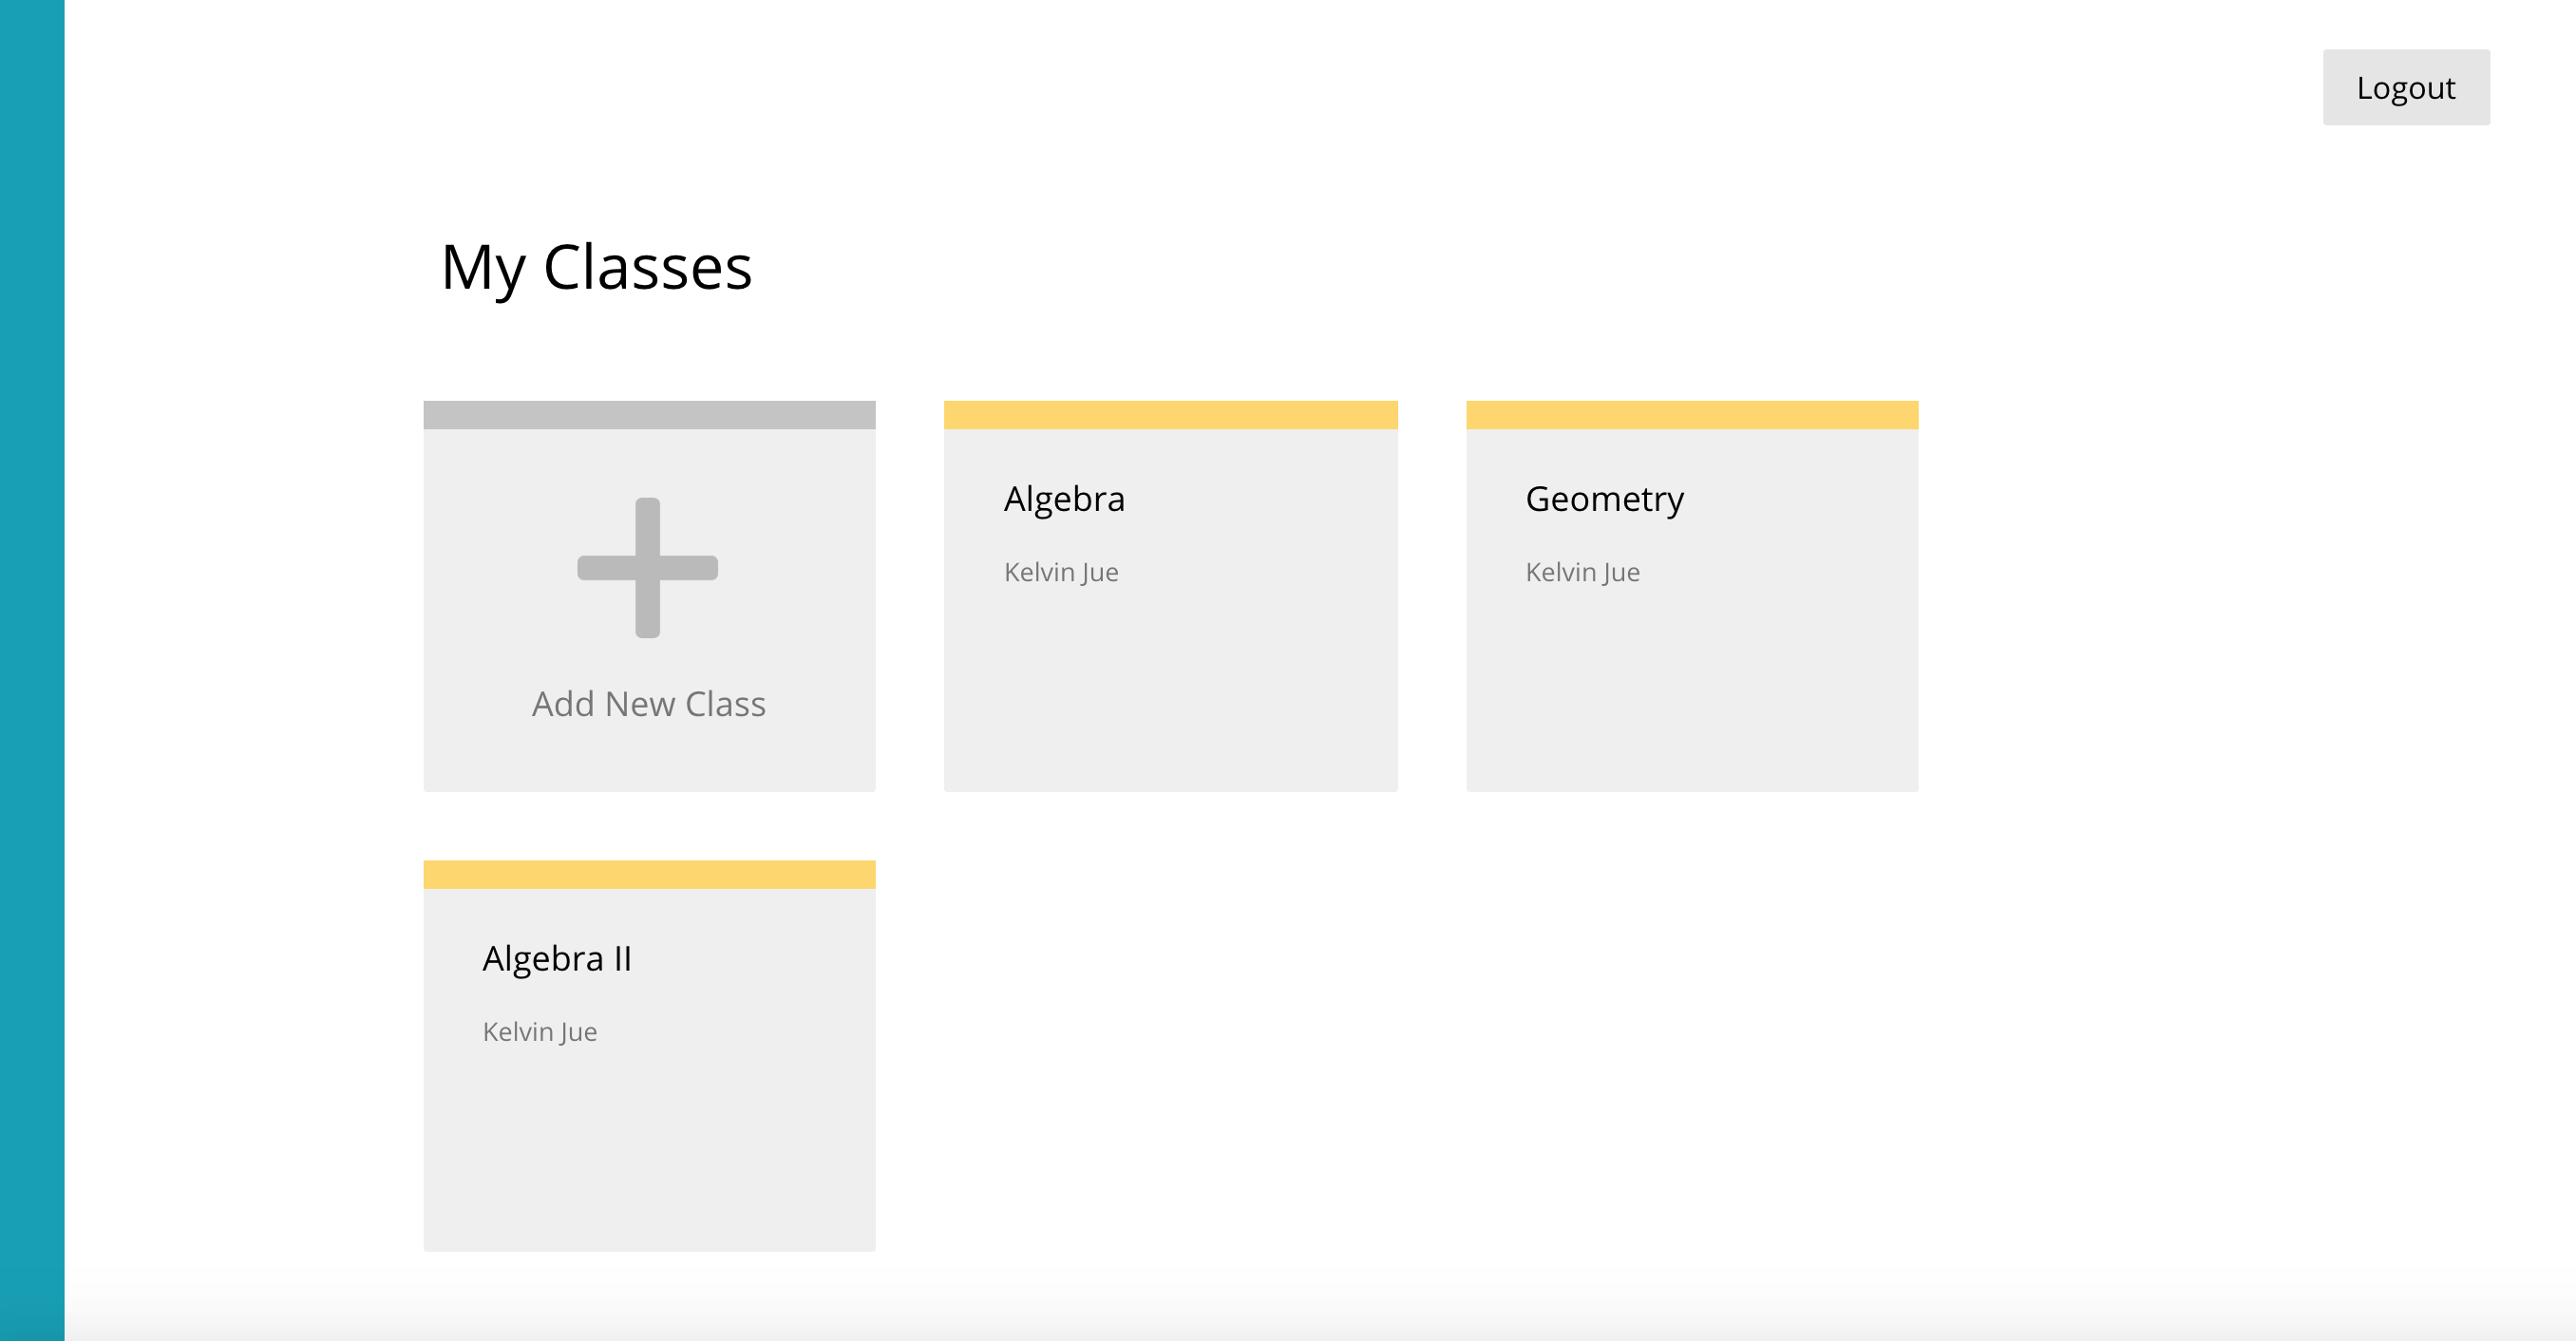 Logout
My Classes
Add New Class
Algebra
Kelvin Jue
Geometry
Kelvin Jue
Algebra II
Kelvin Jue